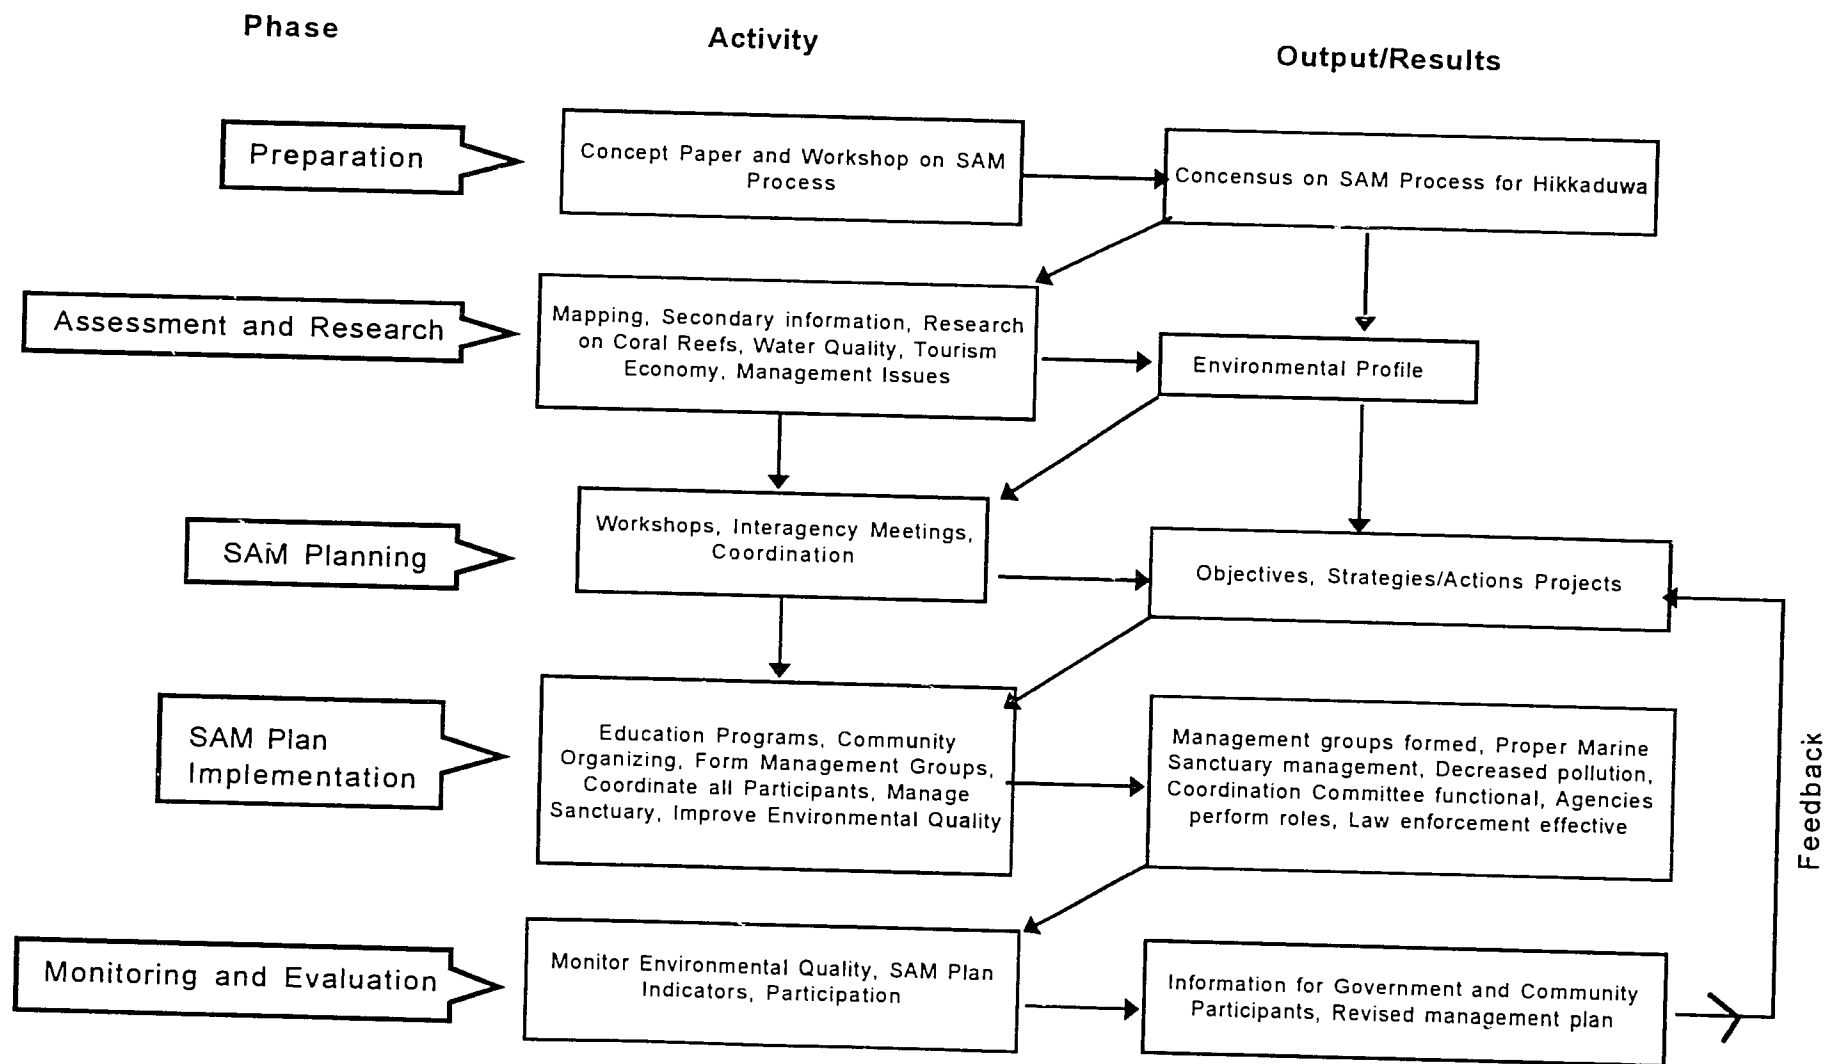 Phase
Activity
Output/Results
Preparation
Concept Paper and Workshop on SAM
Process
Concensus on SAM Process for Hikkaduwa
Assessment and Research
Mapping, Secondary information, Research
on Coral Reefs, Water Quality, Tourism
Economy, Management Issues
Environmental Profile
SAM Planning
Workshops, Interagency Meetings,
Coordination
Objectives, Strategies/Actions Projects
SAM Plan
Implementation
Education Programs, Community
Organizing, Form Management Groups,
Coordinate all Participants, Manage
Sanctuary, Improve Environmental Quality
Management groups formed, Proper Marine
Sanctuary management, Decreased pollution,
Coordination Committee functional, Agencies
perform roles, Law enforcement effective
Feedback
Monitoring and Evaluation
Monitor Environmental Quality, SAM Plan
Indicators, Participation
Information for Government and Community
Participants, Revised management plan